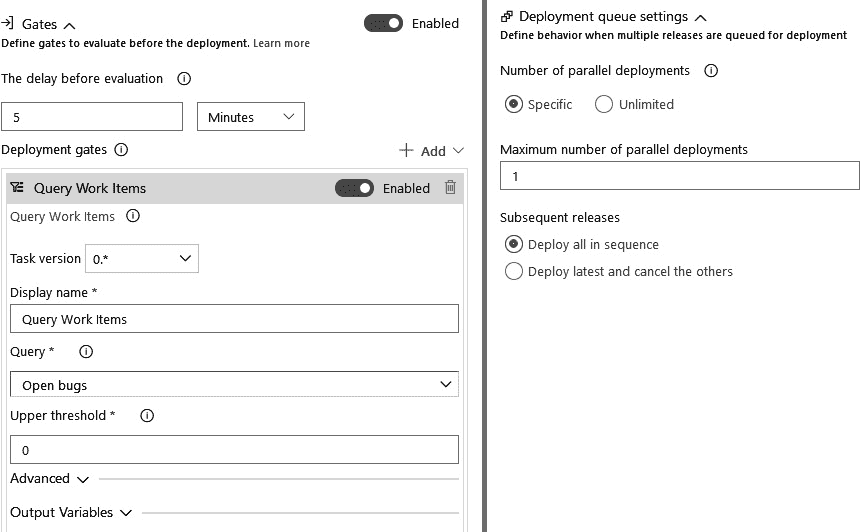 Gates
Enabled
Define gates to evaluate before the deployment. Learn more
The delay before evaluation
5
Minutes
Deployment gates
Add
Query Work Items
Enabled
Query Work Items
Task version
0.*
Display name *
Query Work Items
Query *
Open bugs
Upper threshold *
0
Advanced
Output Variables
Deployment queue settings
Define behavior when multiple releases are queued for deployment
Number of parallel deployments
Specific
Unlimited
Maximum number of parallel deployments
1
Subsequent releases
Deploy all in sequence
Deploy latest and cancel the others